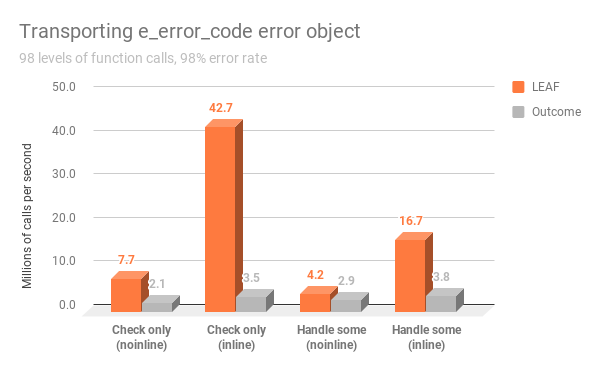 Transporting e_error_code error object
98 levels of function calls, 98% error rate
Millions of calls per second
50.0
40.0
30.0
20.0
10.0
0.0
7.7
2.1
42.7
3.5
4.2
2.9
16.7
3.8
Check only
(noinline)
Check only
(inline)
Handle some
(noinline)
Handle some
(inline)
LEAF
Outcome